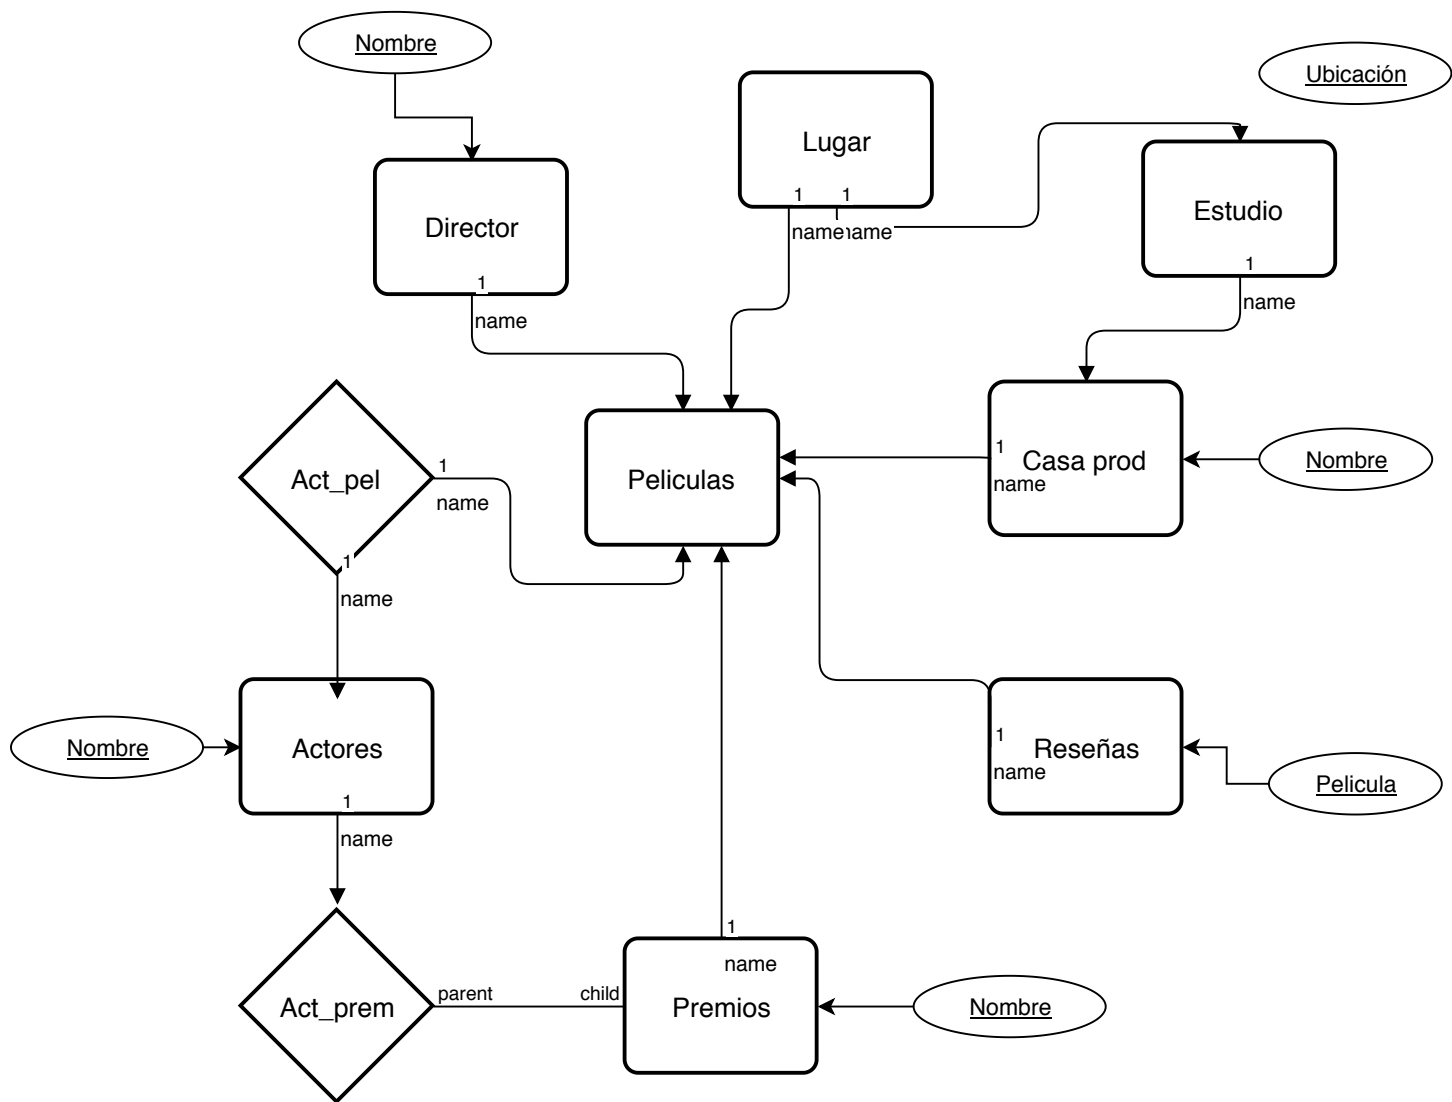 Nombre
Ubicación
Lugar
1
1
name
name
Estudio
1
name
Director
1
name
Act_pel
1
name
1
name
Peliculas
1
Casa prod
name
Nombre
Nombre
Actores
1
name
1
Reseñas
name
Pelicula
Act_prem
parent
child
1
name
Premios
Nombre